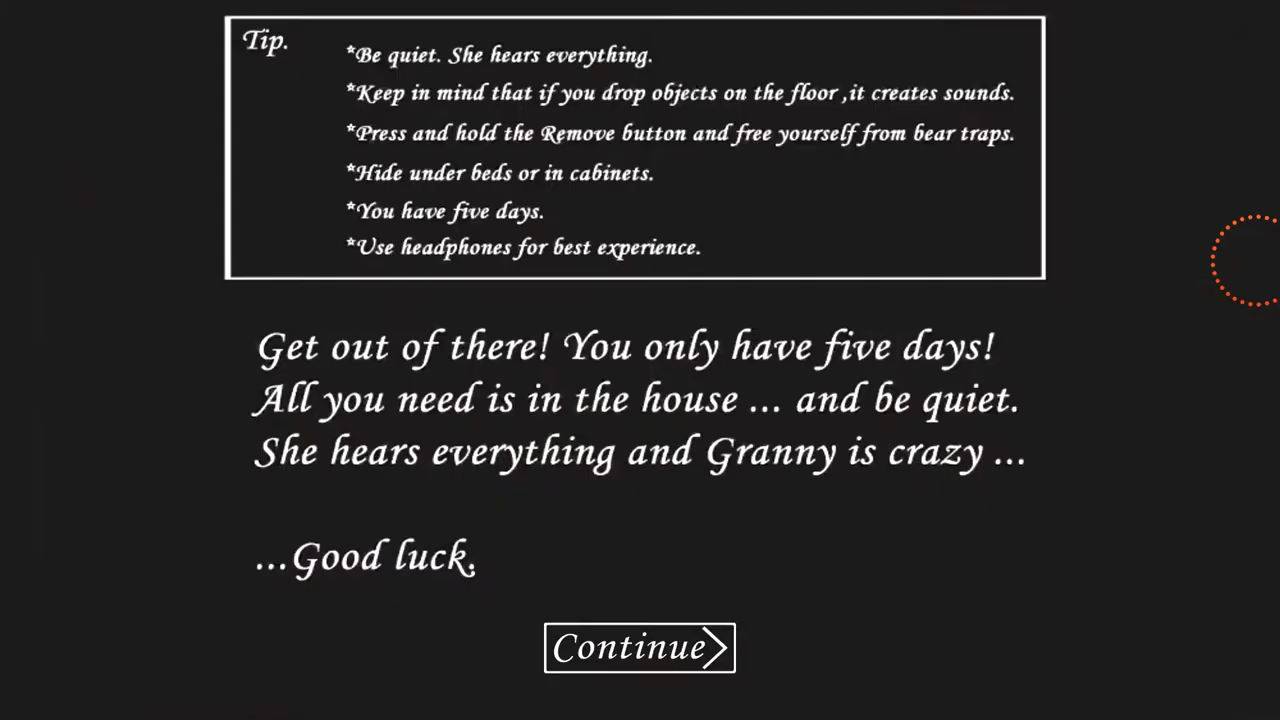 Tip.
*Be quiet. She hears everything.
*Keep in mind that if you drop objects on the floor ,it creates sounds.
*Press and hold the Remove button and free yourself from bear traps.
*Hide under beds or in cabinets.
*You have five days.
*Use headphones for best experience.
Get out of there! You only have five days!
All you need is in the house ... and be quiet.
She hears everything and Granny is crazy ...
...Good luck.
Continue